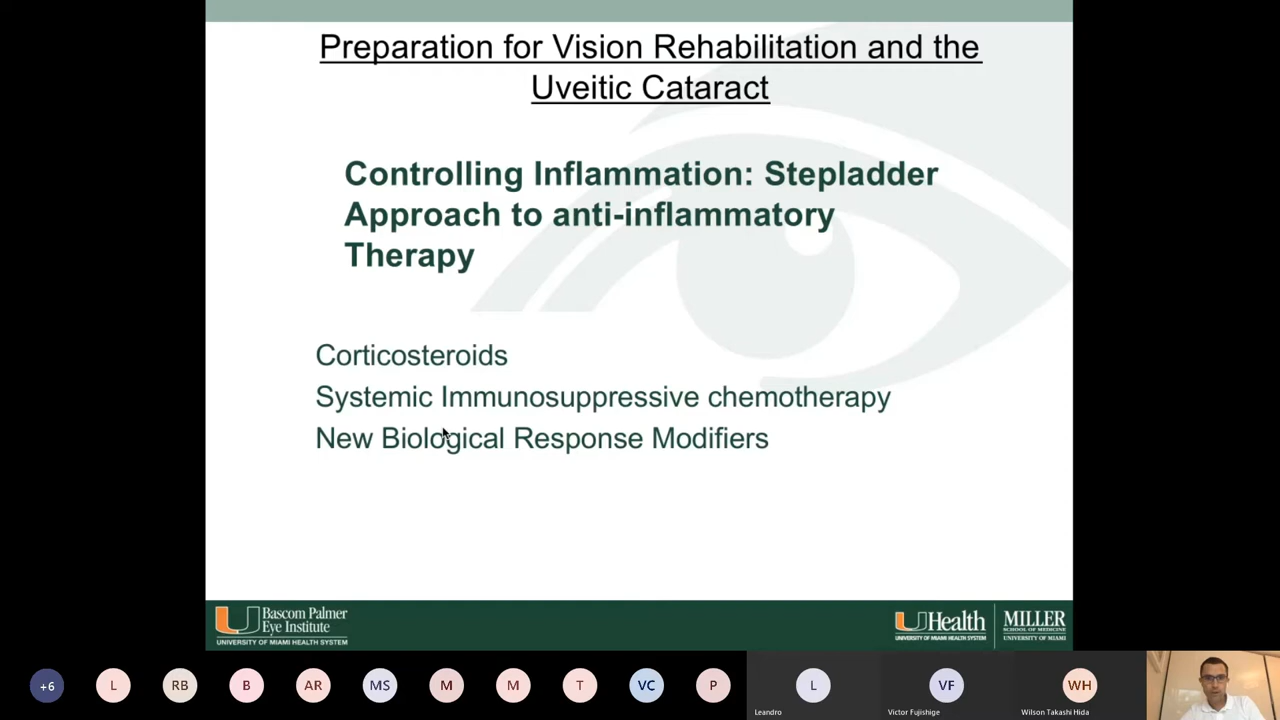 Preparation for Vision Rehabilitation and the
Uveitic Cataract
Controlling Inflammation: Stepladder
Approach to anti-inflammatory
Therapy
Corticosteroids
Systemic Immunosuppressive chemotherapy
New Biological Response Modifiers
Bascom Palmer
Eye Institute
UNIVERSITY OF MIAMI HEALTH SYSTEM
UHealth
UNIVERSITY OF MIAMI HEALTH SYSTEM
MILLER
SCHOOL OF MEDICINE
UNIVERSITY OF MIAMI
+6
L
RB
B
AR
MS
M
M
T
VC
P
L
VF
WH
Leandro
Victor Fujishige
Wilson Takashi Hida